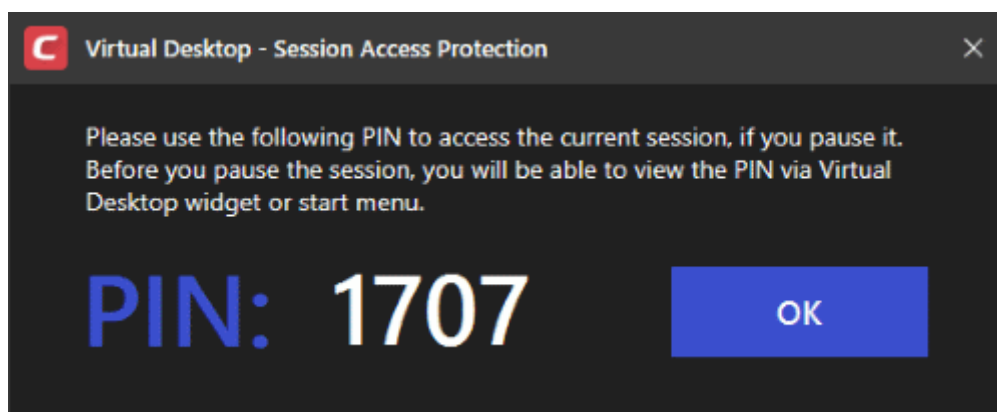 Virtual Desktop - Session Access Protection
Please use the following PIN to access the current session, if you pause it.
Before you pause the session, you will be able to view the PIN via Virtual
Desktop widget or start menu.
PIN: 1707
OK